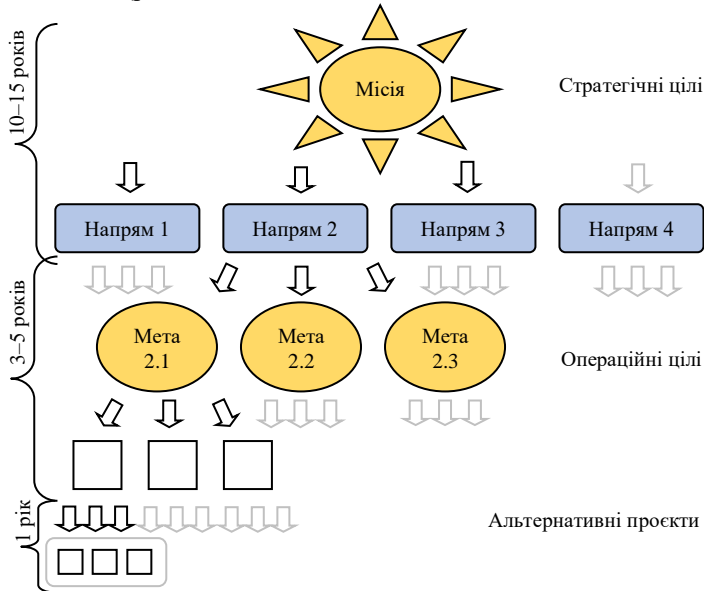 10–15 років
Місія
Стратегічні цілі
Напрям 1
Напрям 2
Напрям 3
Напрям 4
3–5 років
Мета
2.1
Мета
2.2
Мета
2.3
Операційні цілі
1 рік
Альтернативні проєкти